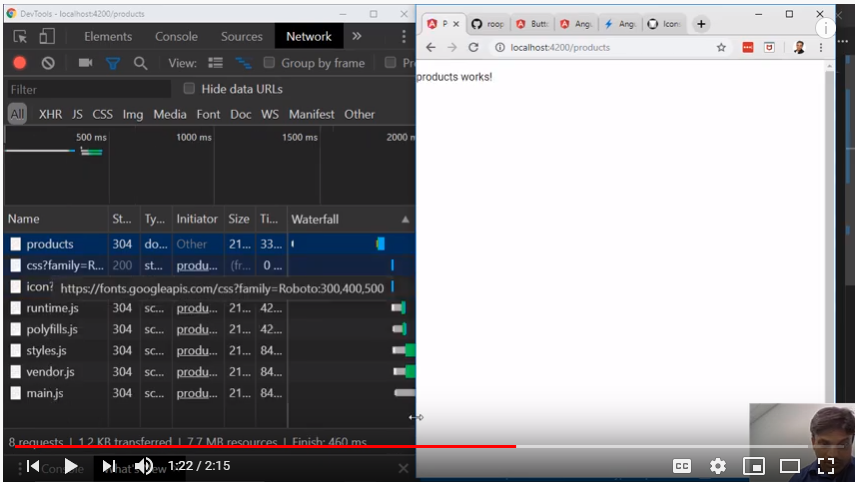 DevTools - localhost:4200/products
Elements Console Sources Network »
View: Group by frame Pr
Filter Hide data URLs
All XHR JS CSS Img Media Font Doc WS Manifest Other
500 ms 1000 ms 1500 ms 2000 m
Name St... Ty... Initiator Size Ti... Waterfall
products 304 do... Other 21... 33...
css?family=R... 200 st... produ... (fr... 0 ...
icon? https://fonts.googleapis.com/css?family=Roboto:300,400,500
runtime.js 304 sc... produ... 21... 42...
polyfills.js 304 sc... produ... 21... 42...
styles.js 304 sc... produ... 21... 84...
vendor.js 304 sc... produ... 21... 84...
main.js 304 sc... produ... 21... 84...
8 requests | 1.2 KB transferred | 7.7 MB resources | Finish: 460 ms
Console What's New
1:22 / 2:15
CC
P roop Butt Ang Ang Icon
localhost:4200/products
products works!